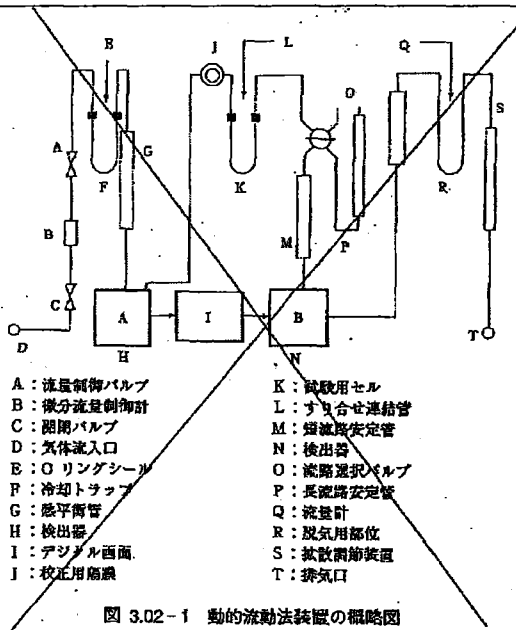 E
J
L
Q
O
A
G
S
F
K
R
B
M
P
C
D
A
I
B
T
H
N
A：流量制御バルブ
B：微分流量制御計
C：開閉バルブ
D：気体流入口
E：Oリングシール
F：冷却トラップ
G：熱平衡管
H：検出器
I：デジタル画面
J：校正用隔膜
K：試験用セル
L：すり合せ連結管
M：短流路安定管
N：検出器
O：流路選択バルブ
P：長流路安定管
Q：流量計
R：脱気用部位
S：拡散調節装置
T：排気口
図 3.02-1 動的流動法装置の概略図